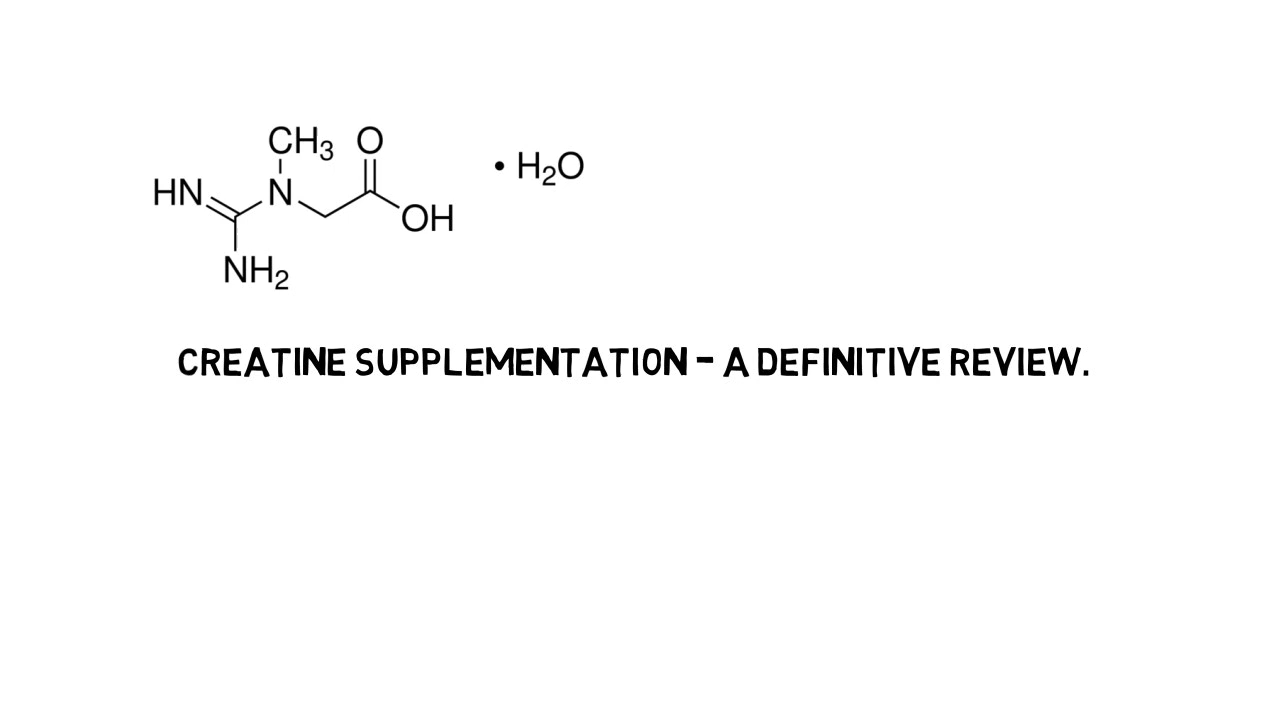 CH₃ O
• H₂O
HN N
OH
NH₂
CREATINE SUPPLEMENTATION – A DEFINITIVE REVIEW.